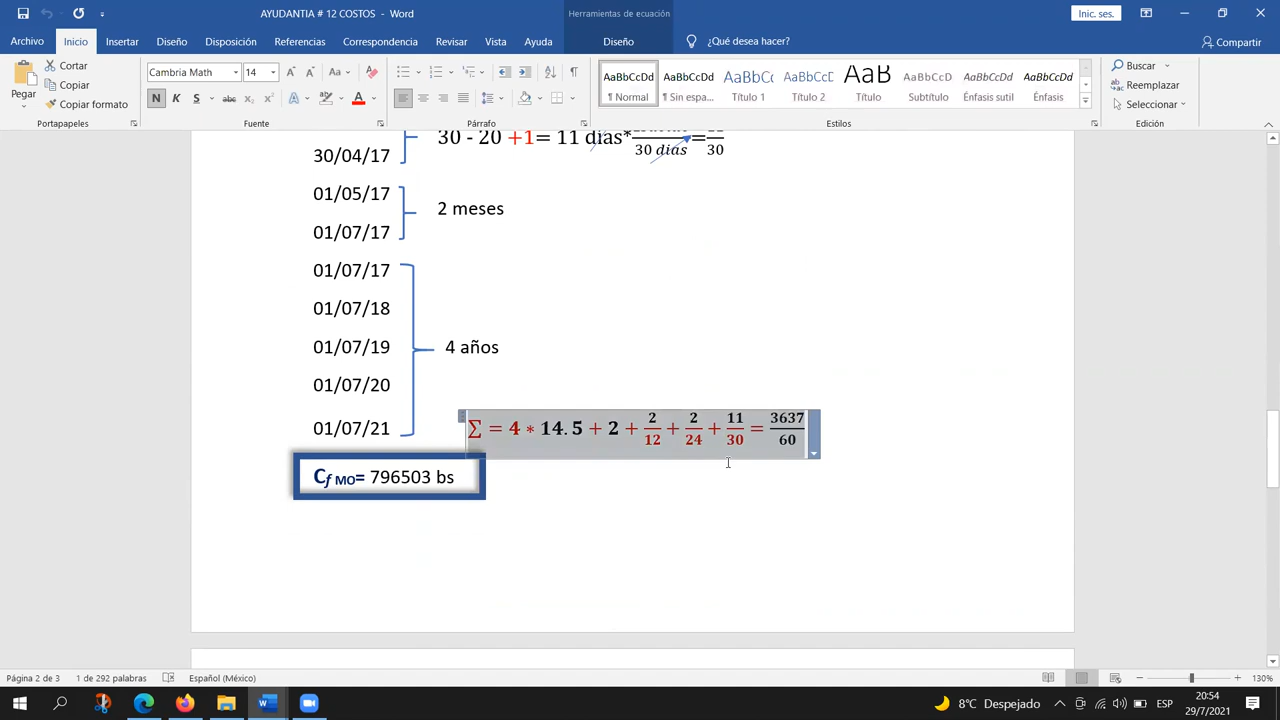 AYUDANTIA # 12 COSTOS - Word
Herramientas de ecuación
Inic. ses.
Archivo Inicio Insertar Diseño Disposición Referencias Correspondencia Revisar Vista Ayuda Diseño ¿Qué desea hacer? Compartir
Pegar
Cortar
Copiar
Copiar formato
Portapapeles
Cambria Math 14
N K S abc x₂ x²
Fuente
Párrafo
AaBbCcDd ¶ Normal
AaBbCcDd ¶ Sin espa...
AaBbCc Título 1
AaBbCcD Título 2
AaB Título
AaBbCcD Subtítulo
AaBbCcDd Énfasis sutil
AaBbCcDd Énfasis
Estilos
Buscar
Reemplazar
Seleccionar
Edición
30 - 20 +1= 11 días* 30 dias = 11/30
30/04/17
01/05/17
2 meses
01/07/17
01/07/17
01/07/18
01/07/19
4 años
01/07/20
01/07/21
∑ = 4 ∗ 14.5 + 2 + 2/12 + 2/24 + 11/30 = 3637/60
Cf MO= 796503 bs
Página 2 de 3 1 de 292 palabras Español (México) 130%
8°C Despejado ESP 20:54
29/7/2021